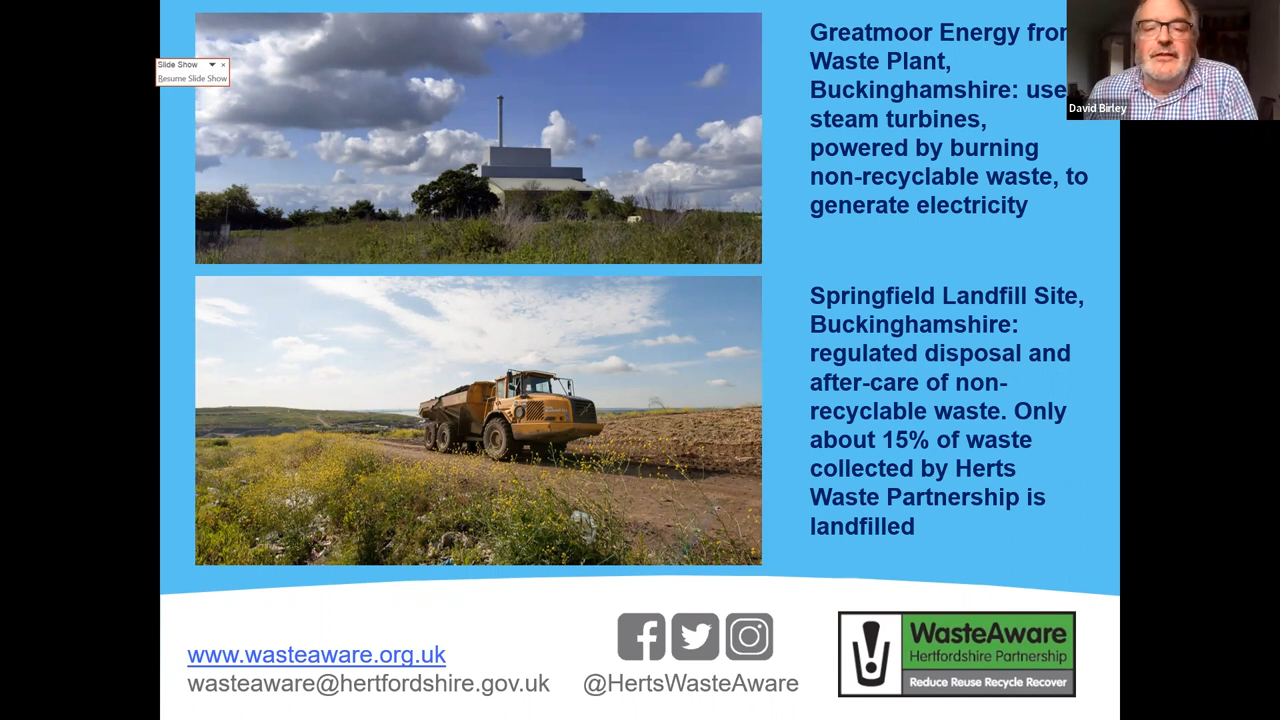 Greatmoor Energy from
Waste Plant,
Buckinghamshire: use
steam turbines,
powered by burning
non-recyclable waste, to
generate electricity
Slide Show
Resume Slide Show
David Birley
Springfield Landfill Site,
Buckinghamshire:
regulated disposal and
after-care of non-
recyclable waste. Only
about 15% of waste
collected by Herts
Waste Partnership is
landfilled
www.wasteaware.org.uk
wasteaware@hertfordshire.gov.uk
@HertsWasteAware
WasteAware
Hertfordshire Partnership
Reduce Reuse Recycle Recover